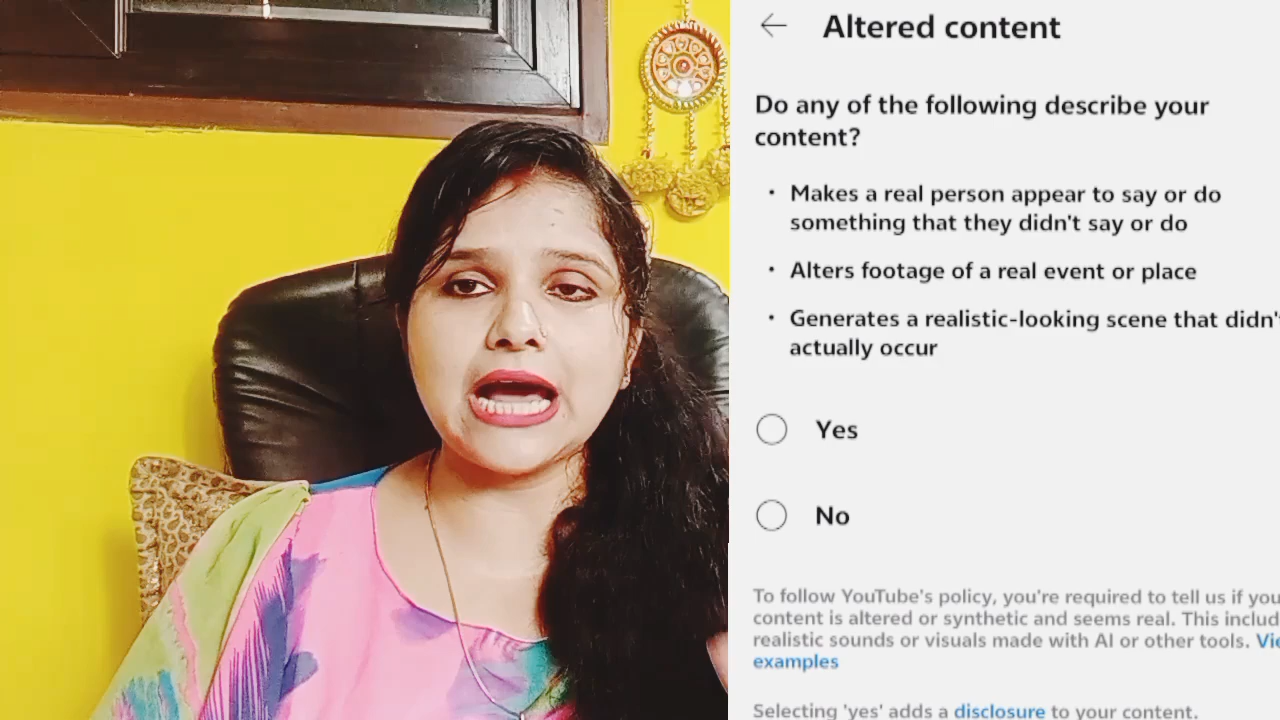 Altered content
Do any of the following describe your
content?
• Makes a real person appear to say or do
something that they didn't say or do
• Alters footage of a real event or place
• Generates a realistic-looking scene that didn'
actually occur
Yes
No
To follow YouTube's policy, you're required to tell us if you
content is altered or synthetic and seems real. This includ
realistic sounds or visuals made with AI or other tools. Vie
examples
Selecting 'yes' adds a disclosure to your content.